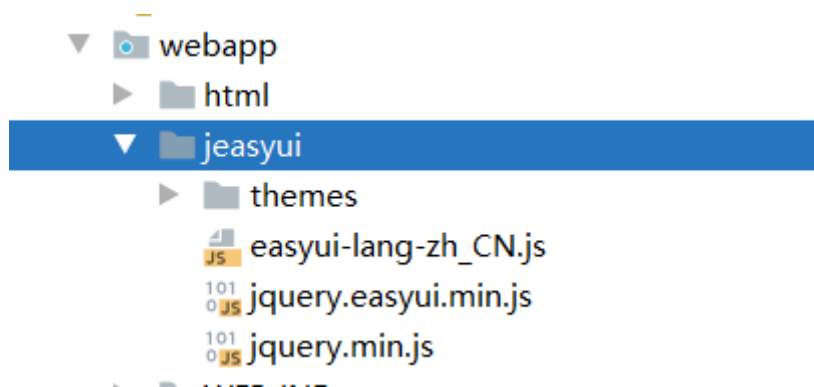 webapp
html
jeasyui
themes
easyui-lang-zh_CN.js
jquery.easyui.min.js
jquery.min.js